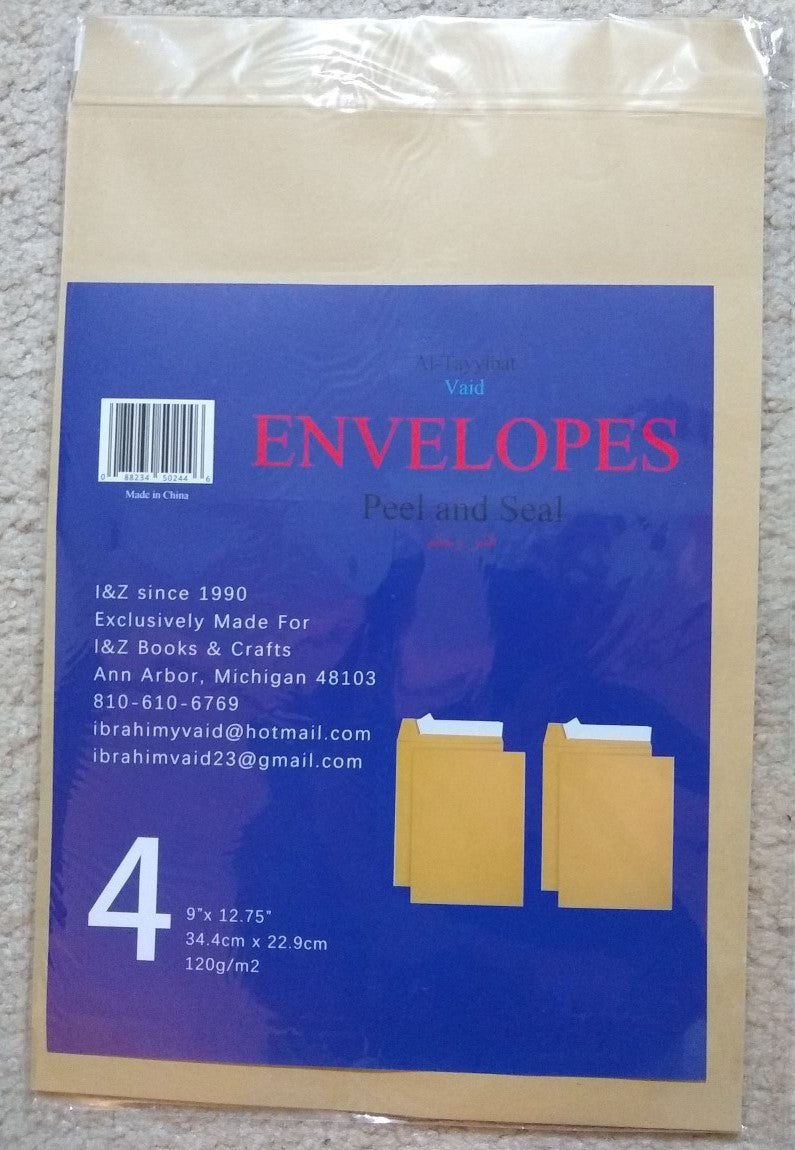 Al-Tayyibat
Vaid
ENVELOPES
Peel and Seal
0 88234 50244 6
Made in China
I&Z since 1990
Exclusively Made For
I&Z Books & Crafts
Ann Arbor, Michigan 48103
810-610-6769
ibrahimyvaid@hotmail.com
ibrahimvaid23@gmail.com
4
9”x 12.75”
34.4cm x 22.9cm
120g/m2